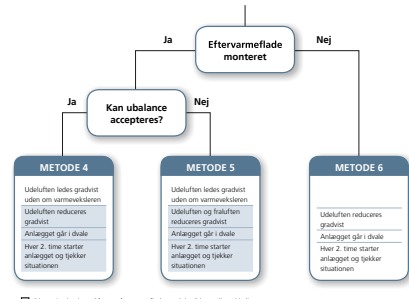 Ja
Eftervarmeflade
monteret
Nej
Ja
Kan ubalance
accepteres?
Nej
METODE 4
Udeluften ledes gradvist
uden om varmeveksleren
Udeluften reduceres
gradvist
Anlægget går i dvale
Hver 2. time starter
anlægget og tjekker
situationen
METODE 5
Udeluften ledes gradvist
uden om varmeveksleren
Udeluften og fraluften
reduceres gradvist
Anlægget går i dvale
Hver 2. time starter
anlægget og tjekker
situationen
METODE 6
Udeluften reduceres
gradvist
Anlægget går i dvale
Hver 2. time starter
anlægget og tjekker
situationen